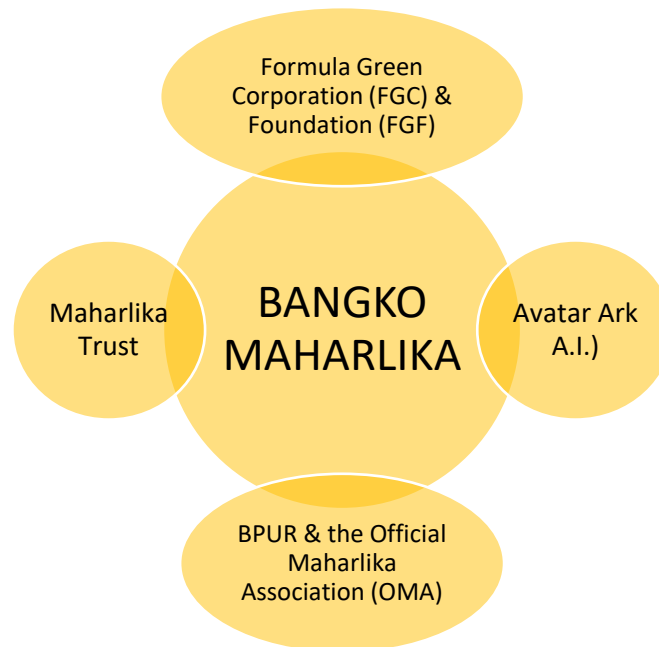 Formula Green
Corporation (FGC) &
Foundation (FGF)
Maharlika
Trust
BANGKO
MAHARLIKA
Avatar Ark
A.I.)
BPUR & the Official
Maharlika
Association (OMA)